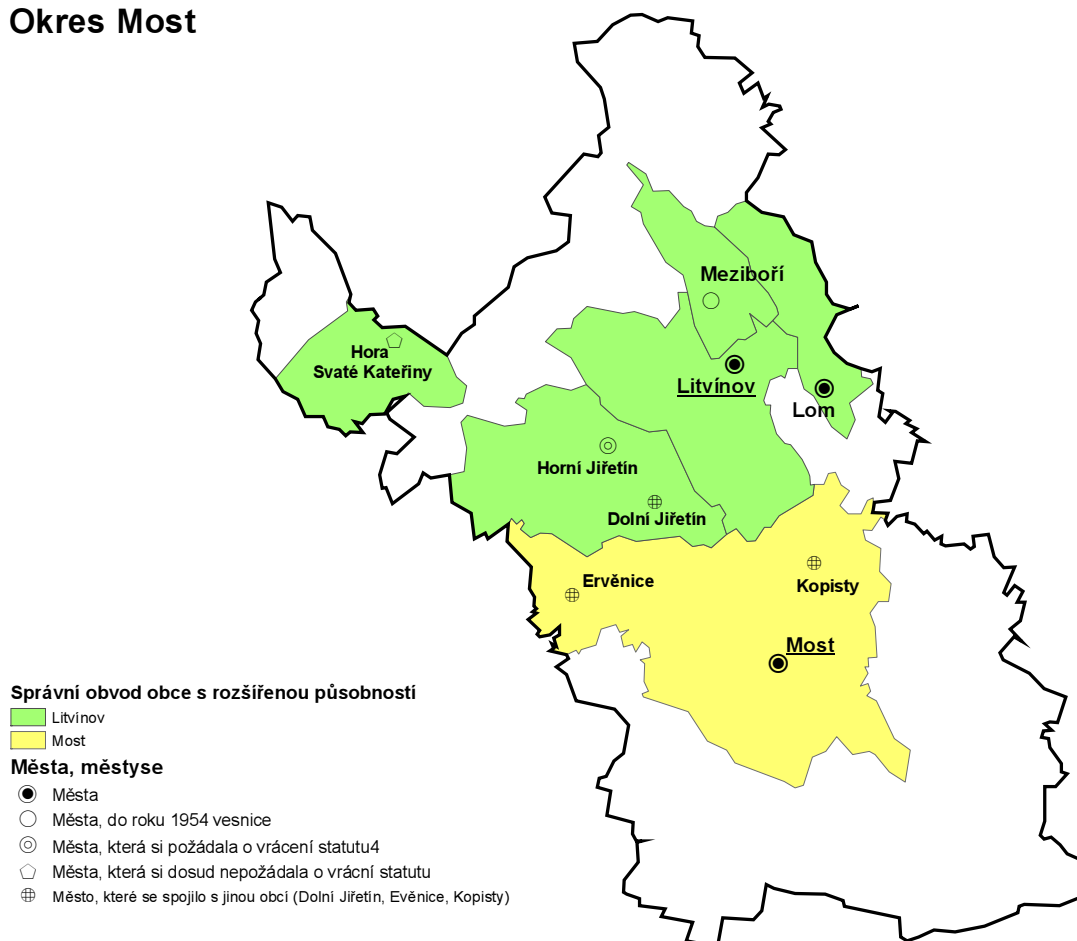 Okres Most
Meziboří
Hora
Svaté Kateřiny
Litvínov
Lom
Horní Jiřetín
Dolní Jiřetín
Ervěnice
Kopisty
Most
Správní obvod obce s rozšířenou působností
Litvínov
Most
Města, městyse
Města
Města, do roku 1954 vesnice
Města, která si požádala o vrácení statutu4
Města, která si dosud nepožádala o vrácní statutu
Město, které se spojilo s jinou obcí (Dolní Jiřetín, Evěnice, Kopisty)